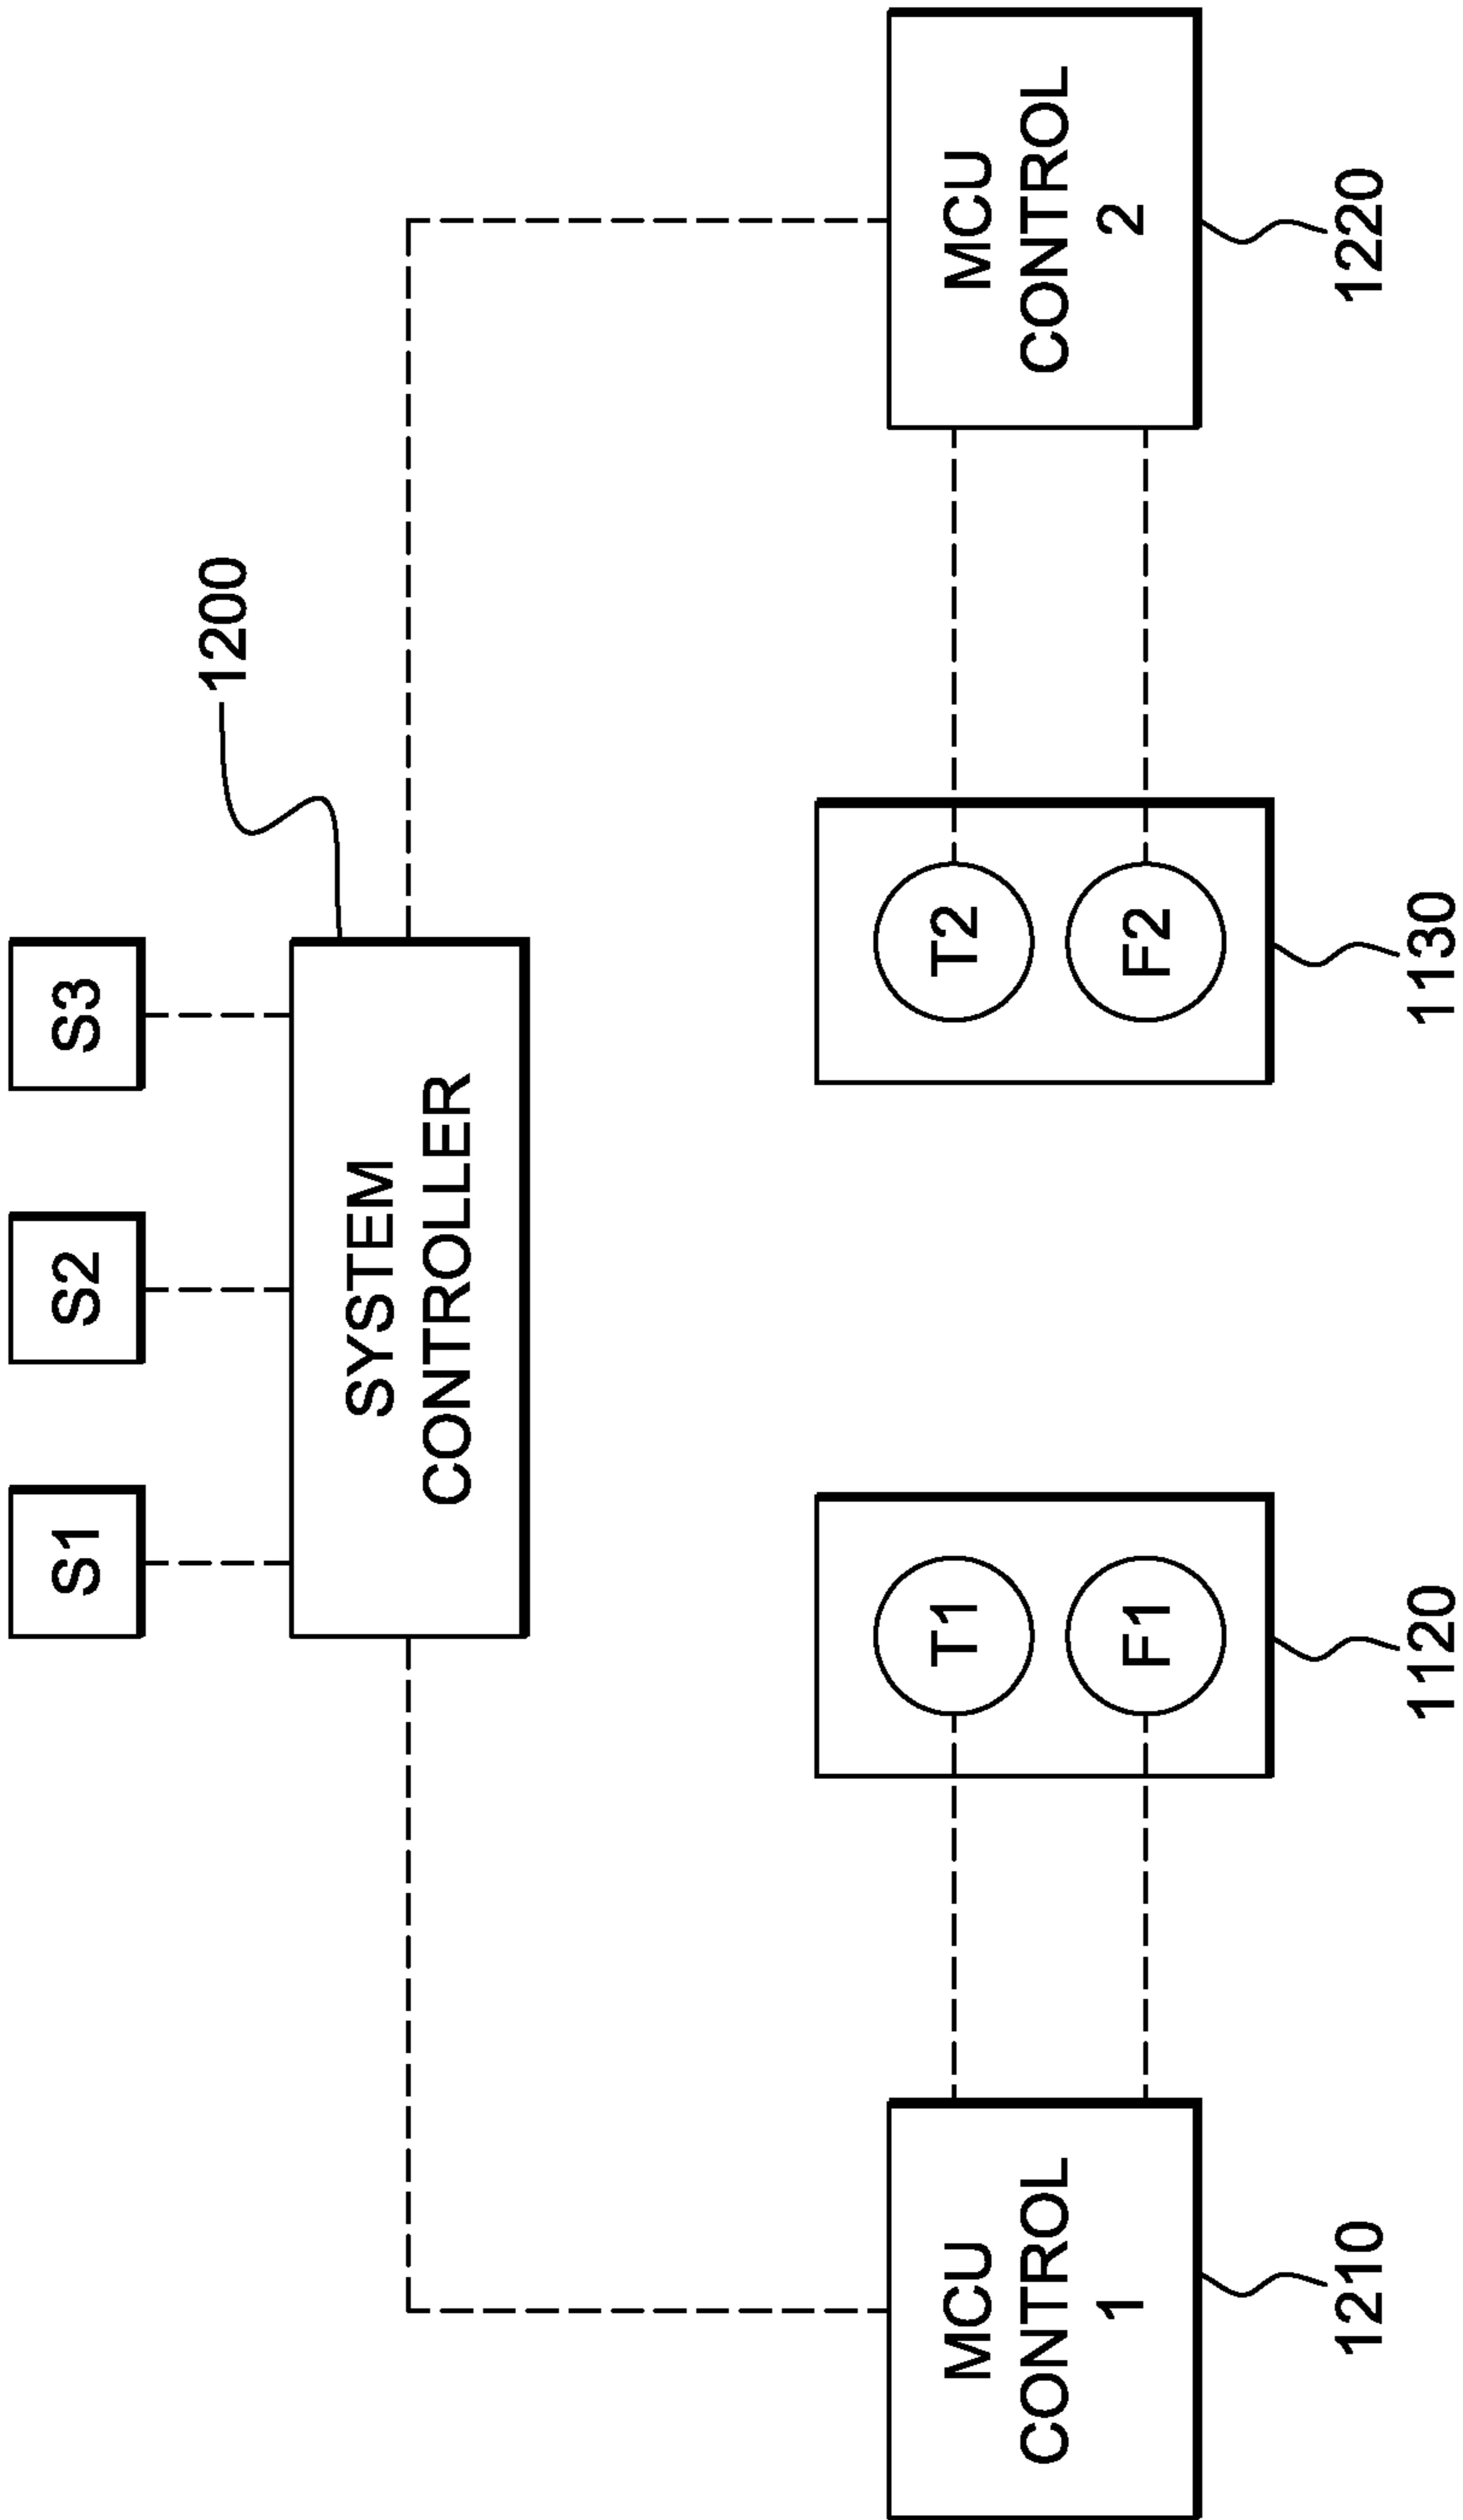 S1
S2
S3
1200
SYSTEM
CONTROLLER
T1
T2
MCU
CONTROL
1
F1
F2
MCU
CONTROL
2
1210
1120
1130
1220